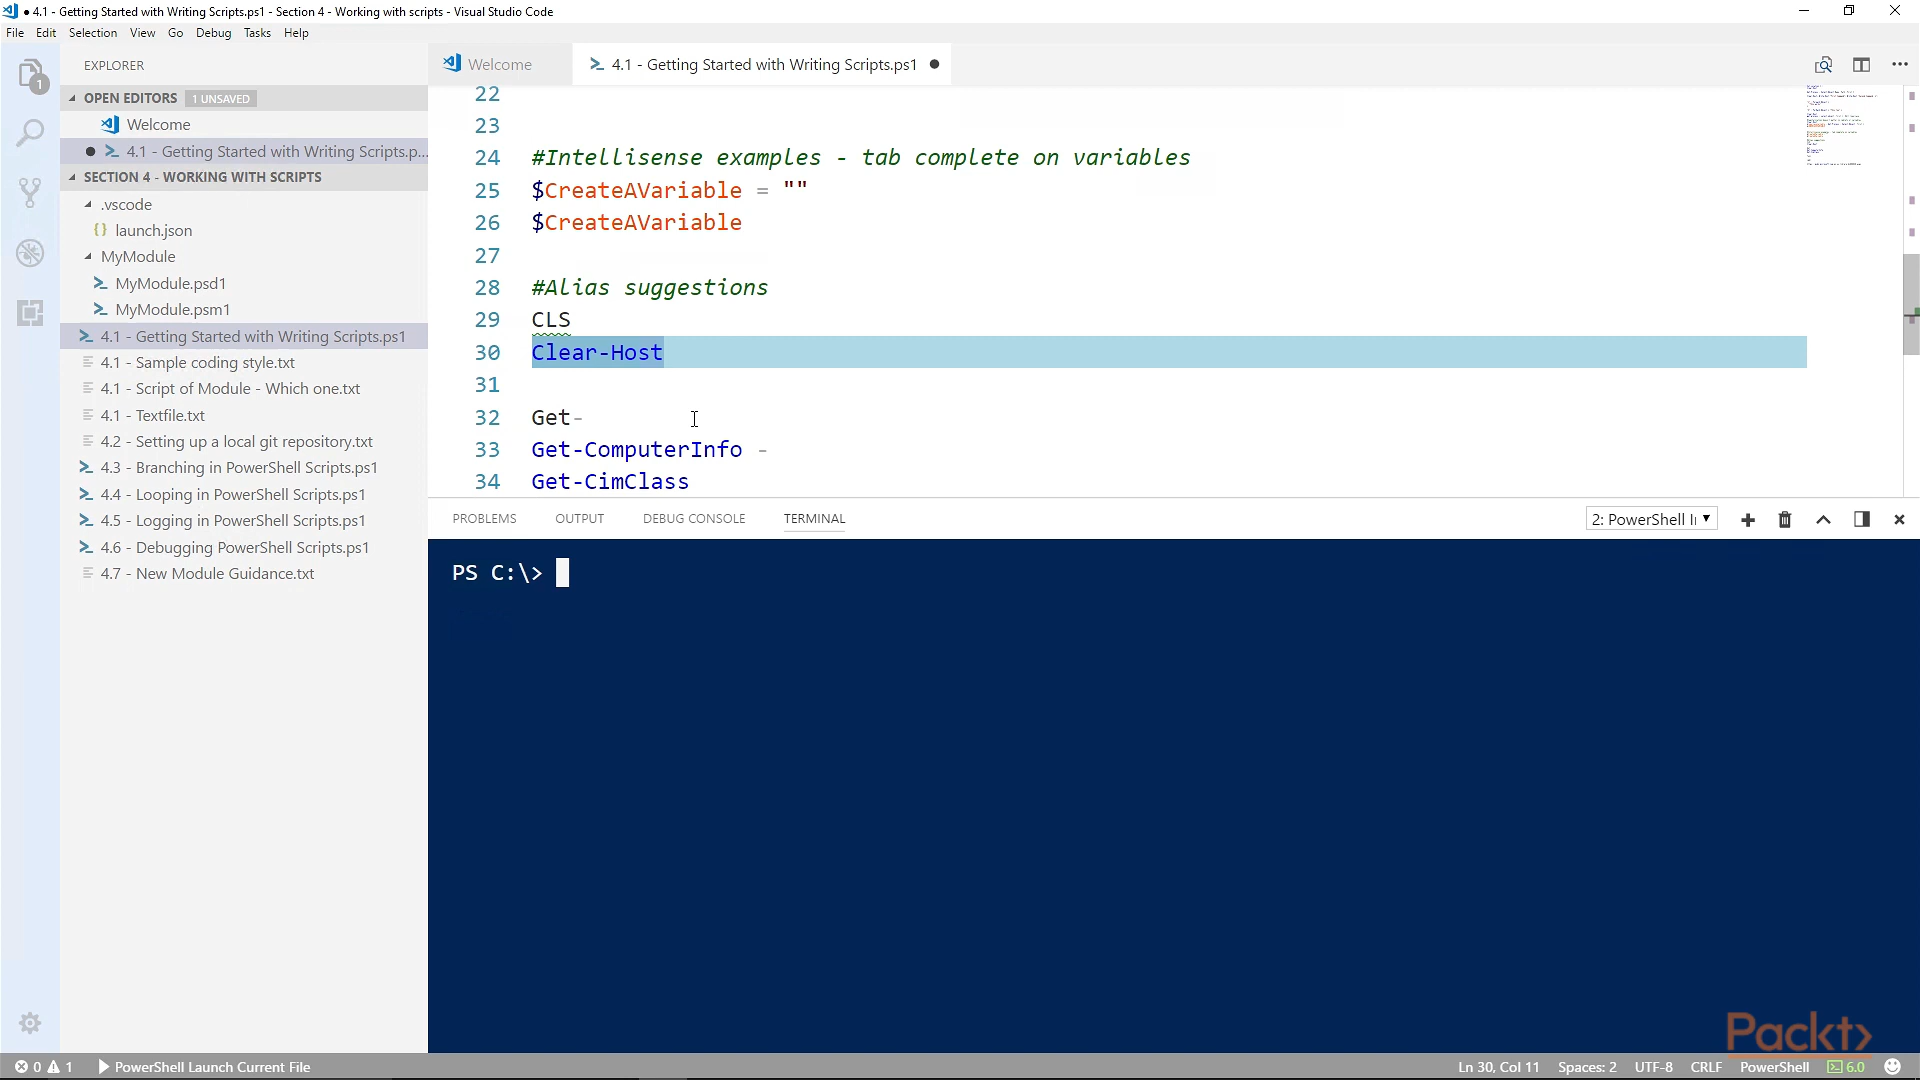 ● 4.1 - Getting Started with Writing Scripts.ps1 - Section 4 - Working with scripts - Visual Studio Code
File Edit Selection View Go Debug Tasks Help
EXPLORER
OPEN EDITORS 1 UNSAVED
Welcome
● 4.1 - Getting Started with Writing Scripts.p...
SECTION 4 - WORKING WITH SCRIPTS
.vscode
{} launch.json
MyModule
MyModule.psd1
MyModule.psm1
4.1 - Getting Started with Writing Scripts.ps1
4.1 - Sample coding style.txt
4.1 - Script of Module - Which one.txt
4.1 - Textfile.txt
4.2 - Setting up a local git repository.txt
4.3 - Branching in PowerShell Scripts.ps1
4.4 - Looping in PowerShell Scripts.ps1
4.5 - Logging in PowerShell Scripts.ps1
4.6 - Debugging PowerShell Scripts.ps1
4.7 - New Module Guidance.txt
1
Welcome 4.1 - Getting Started with Writing Scripts.ps1 ●
22
23
24 #Intellisense examples - tab complete on variables
25 $CreateAVariable = ""
26 $CreateAVariable
27
28 #Alias suggestions
29 CLS
30 Clear-Host
31
32 Get-
33 Get-ComputerInfo -
34 Get-CimClass
PROBLEMS OUTPUT DEBUG CONSOLE TERMINAL 2: PowerShell I
PS C:\>
Packt>
0 1 PowerShell Launch Current File Ln 30, Col 11 Spaces: 2 UTF-8 CRLF PowerShell 6.0